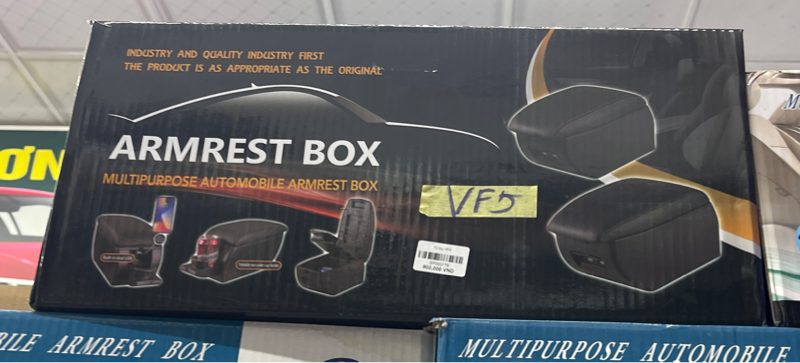 INDUSTRY AND QUALITY INDUSTRY FIRST
THE PRODUCT IS AS APPROPRIATE AS THE ORIGINAL
ARMREST BOX
MULTIPURPOSE AUTOMOBILE ARMREST BOX
VF5
900.000 VND
ƠN
BILE ARMREST BOX
MULTIPURPOSE AUTOMOBILE
M